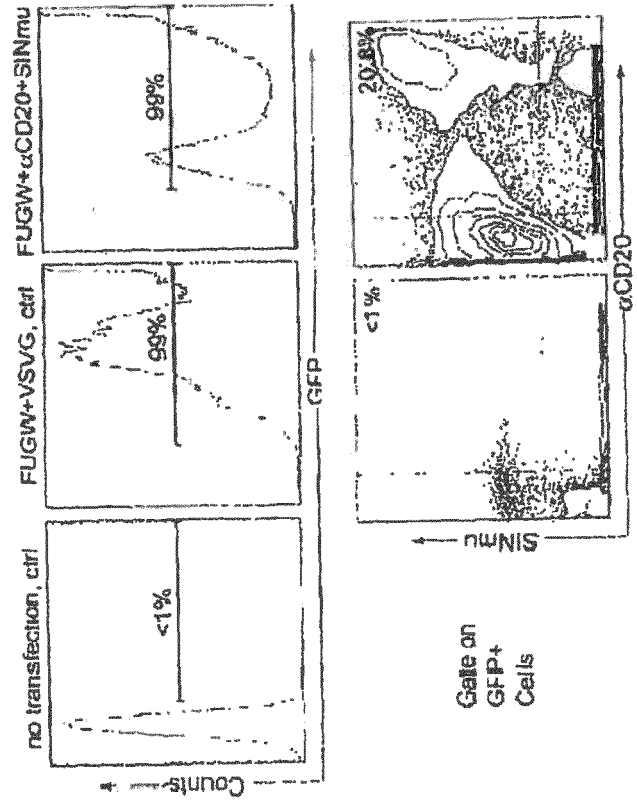 no transfection, ctrl
FUGW+VSVG, ctrl
FUGW+αCD20+SINmu
<1%
99%
99%
Counts
GFP
Gate on
GFP+
Cells
<1%
20.8%
SINmu
αCD20